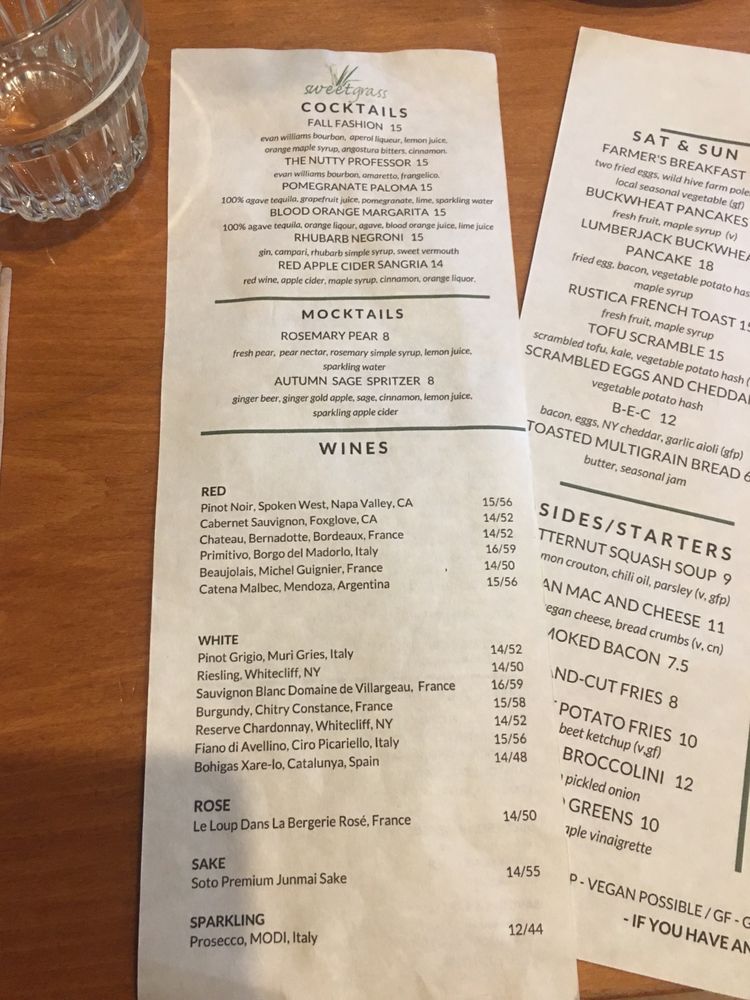 sweetgrass
COCKTAILS
FALL FASHION 15
evan williams bourbon, aperol liqueur, lemon juice,
orange maple syrup, angostura bitters, cinnamon.
THE NUTTY PROFESSOR 15
evan williams bourbon, amaretto, frangelico.
POMEGRANATE PALOMA 15
100% agave tequila, grapefruit juice, pomegranate, lime, sparkling water
BLOOD ORANGE MARGARITA 15
100% agave tequila, orange liqour, agave, blood orange juice, lime juice
RHUBARB NEGRONI 15
gin, campari, rhubarb simple syrup, sweet vermouth
RED APPLE CIDER SANGRIA 14
red wine, apple cider, maple syrup, cinnamon, orange liquor.
MOCKTAILS
ROSEMARY PEAR 8
fresh pear, pear nectar, rosemary simple syrup, lemon juice,
sparkling water
AUTUMN SAGE SPRITZER 8
ginger beer, ginger gold apple, sage, cinnamon, lemon juice,
sparkling apple cider
WINES
RED
Pinot Noir, Spoken West, Napa Valley, CA 15/56
Cabernet Sauvignon, Foxglove, CA 14/52
Chateau, Bernadotte, Bordeaux, France 14/52
Primitivo, Borgo del Madorlo, Italy 16/59
Beaujolais, Michel Guignier, France 14/50
Catena Malbec, Mendoza, Argentina 15/56
WHITE
Pinot Grigio, Muri Gries, Italy 14/52
Riesling, Whitecliff, NY 14/50
Sauvignon Blanc Domaine de Villargeau, France 16/59
Burgundy, Chitry Constance, France 15/58
Reserve Chardonnay, Whitecliff, NY 14/52
Fiano di Avellino, Ciro Picariello, Italy 15/56
Bohigas Xare-lo, Catalunya, Spain 14/48
ROSE
Le Loup Dans La Bergerie Rosé, France 14/50
SAKE
Soto Premium Junmai Sake 14/55
SPARKLING
Prosecco, MODI, Italy 12/44
SAT & SUN
FARMER'S BREAKFAST
two fried eggs, wild hive farm pole
local seasonal vegetable (gf)
BUCKWHEAT PANCAKES
fresh fruit, maple syrup (v)
LUMBERJACK BUCKWHEA
PANCAKE 18
fried egg, bacon, vegetable potato has
maple syrup
RUSTICA FRENCH TOAST 15
fresh fruit, maple syrup
TOFU SCRAMBLE 15
scrambled tofu, kale, vegetable potato hash (
SCRAMBLED EGGS AND CHEDDA
vegetable potato hash
B-E-C 12
bacon, eggs, NY cheddar, garlic aioli (gfp)
TOASTED MULTIGRAIN BREAD 6
butter, seasonal jam
SIDES/STARTERS
TTERNUT SQUASH SOUP 9
mon crouton, chili oil, parsley (v, gfp)
AN MAC AND CHEESE 11
egan cheese, bread crumbs (v, cn)
MOKED BACON 7.5
ND-CUT FRIES 8
POTATO FRIES 10
beet ketchup (v,gf)
BROCCOLINI 12
pickled onion
GREENS 10
aple vinaigrette
P - VEGAN POSSIBLE / GF - G
- IF YOU HAVE AN